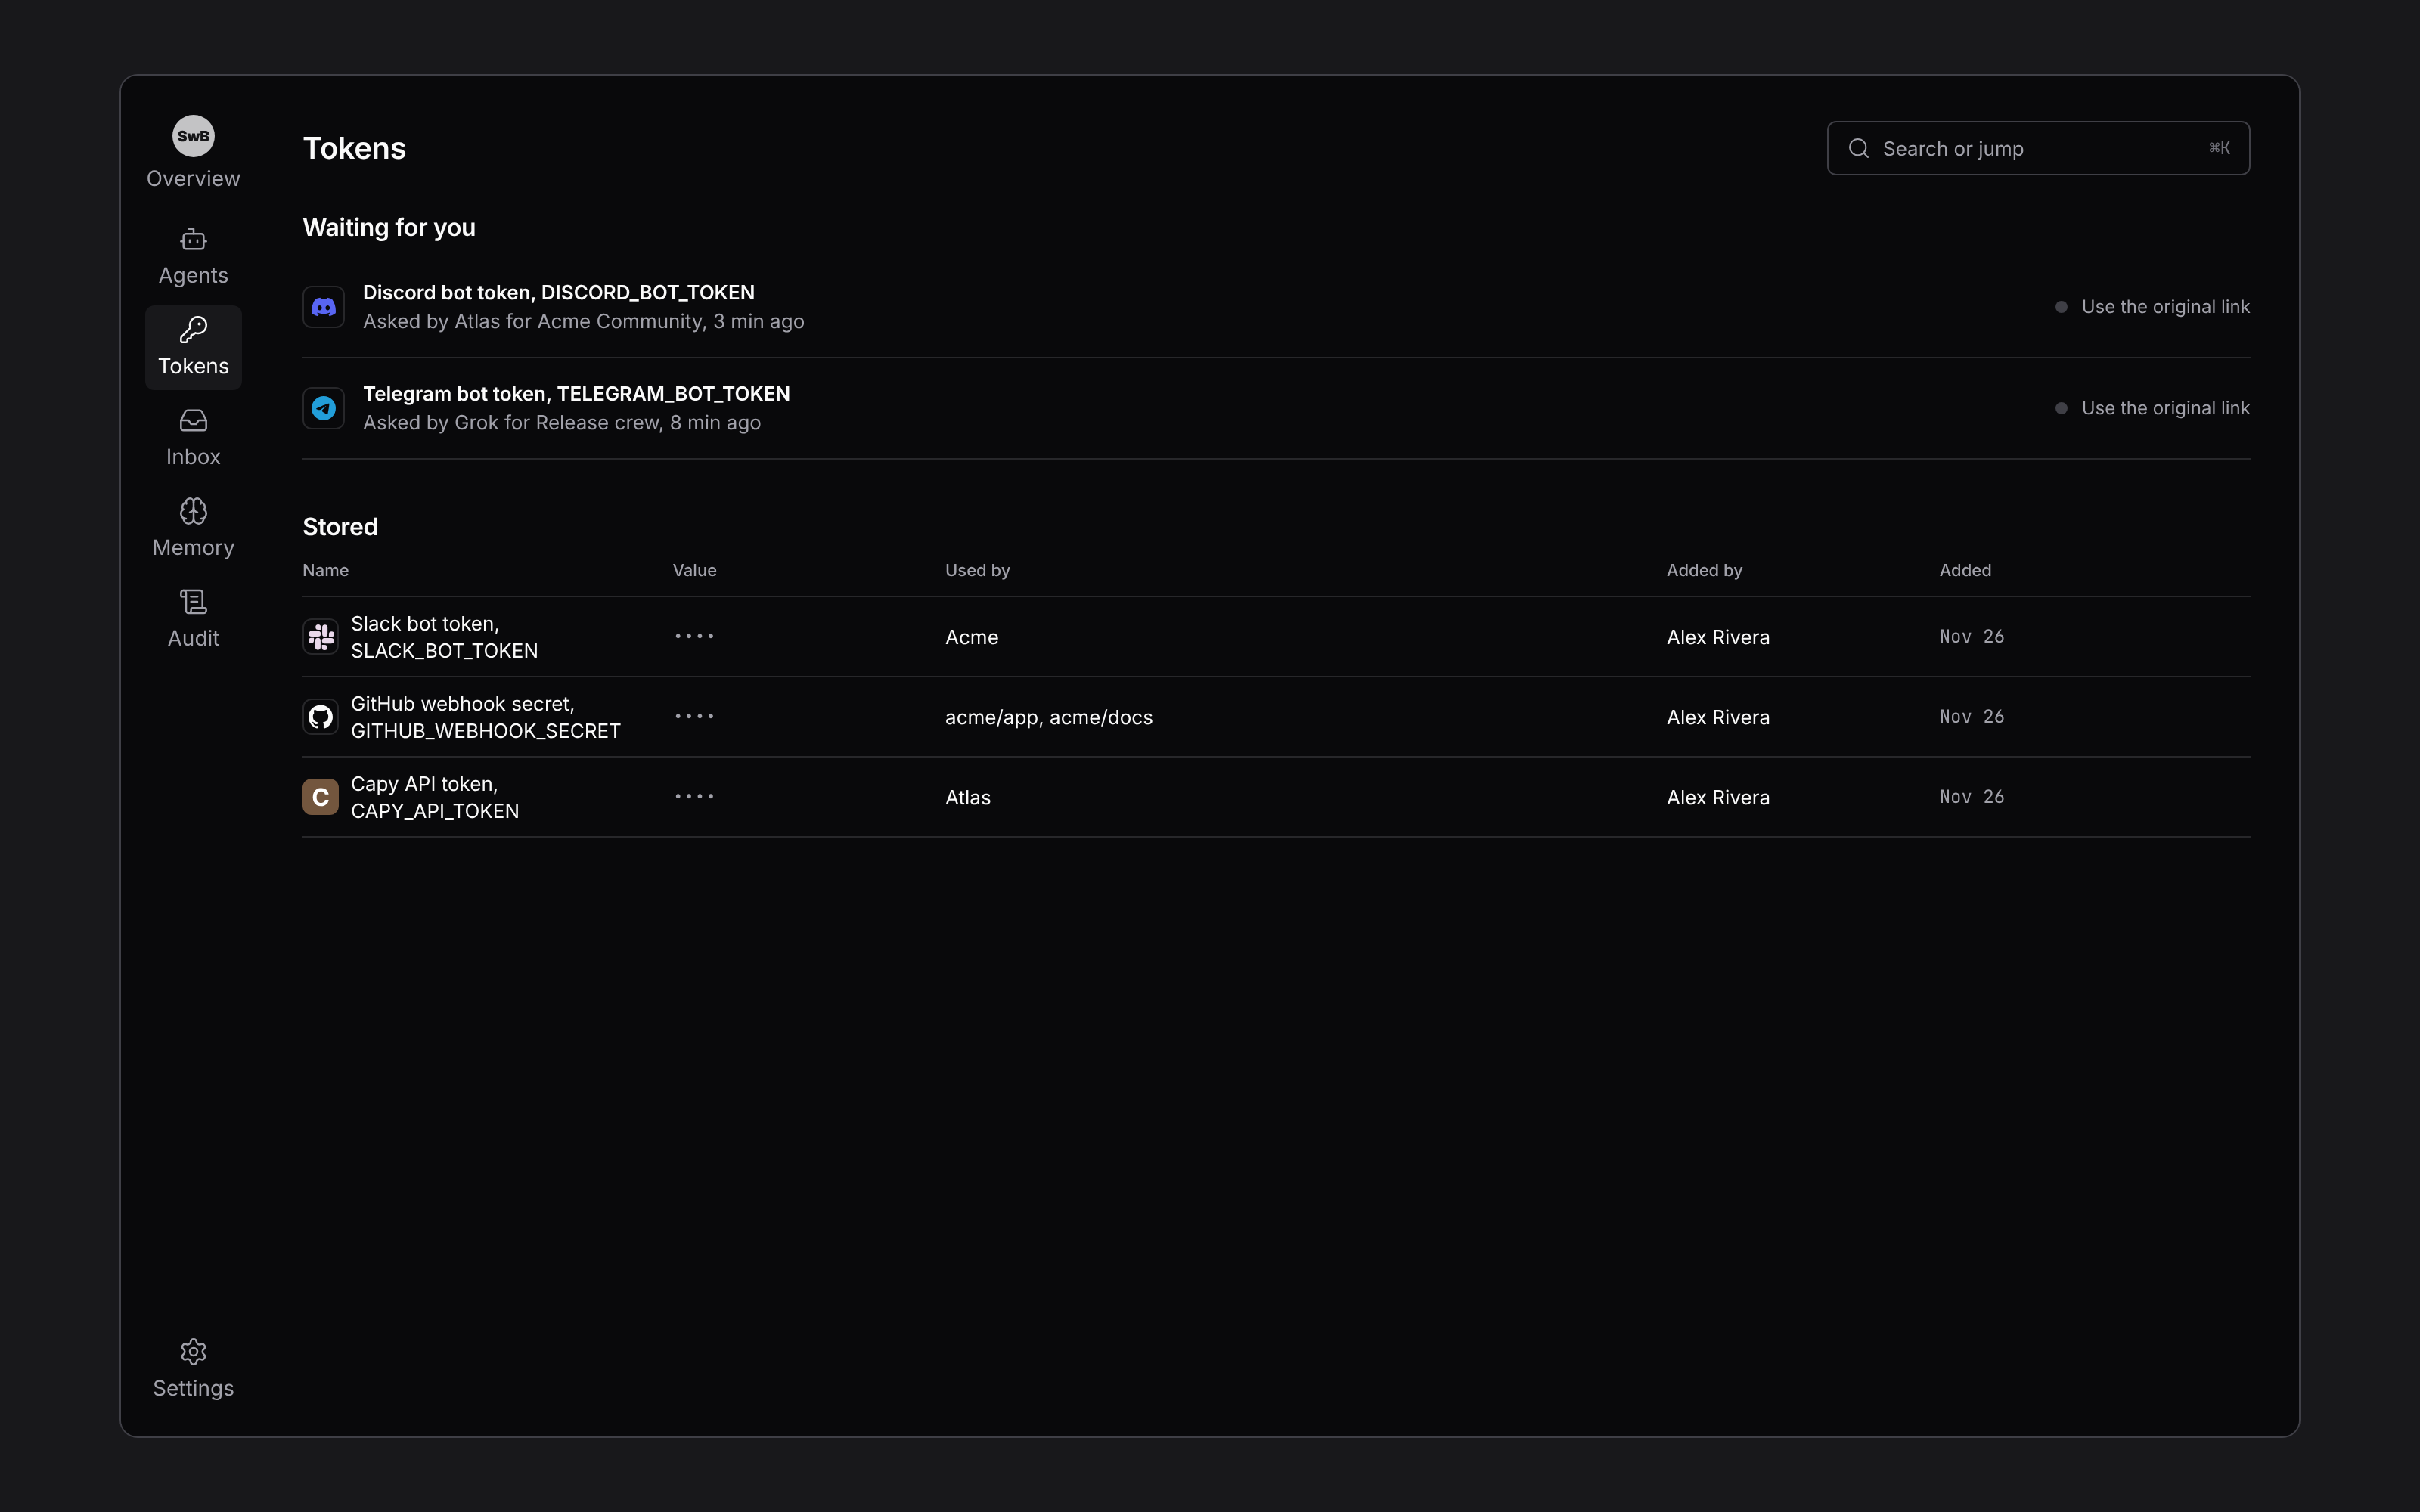 SwB
Overview
Agents
Tokens
Inbox
Memory
Audit
Settings
Tokens
Search or jump ⌘K
Waiting for you
Discord bot token, DISCORD_BOT_TOKEN
Asked by Atlas for Acme Community, 3 min ago
Use the original link
Telegram bot token, TELEGRAM_BOT_TOKEN
Asked by Grok for Release crew, 8 min ago
Use the original link
Stored
Name Value Used by Added by Added
Slack bot token,
SLACK_BOT_TOKEN
•••• Acme Alex Rivera Nov 26
GitHub webhook secret,
GITHUB_WEBHOOK_SECRET
•••• acme/app, acme/docs Alex Rivera Nov 26
C
Capy API token,
CAPY_API_TOKEN
•••• Atlas Alex Rivera Nov 26